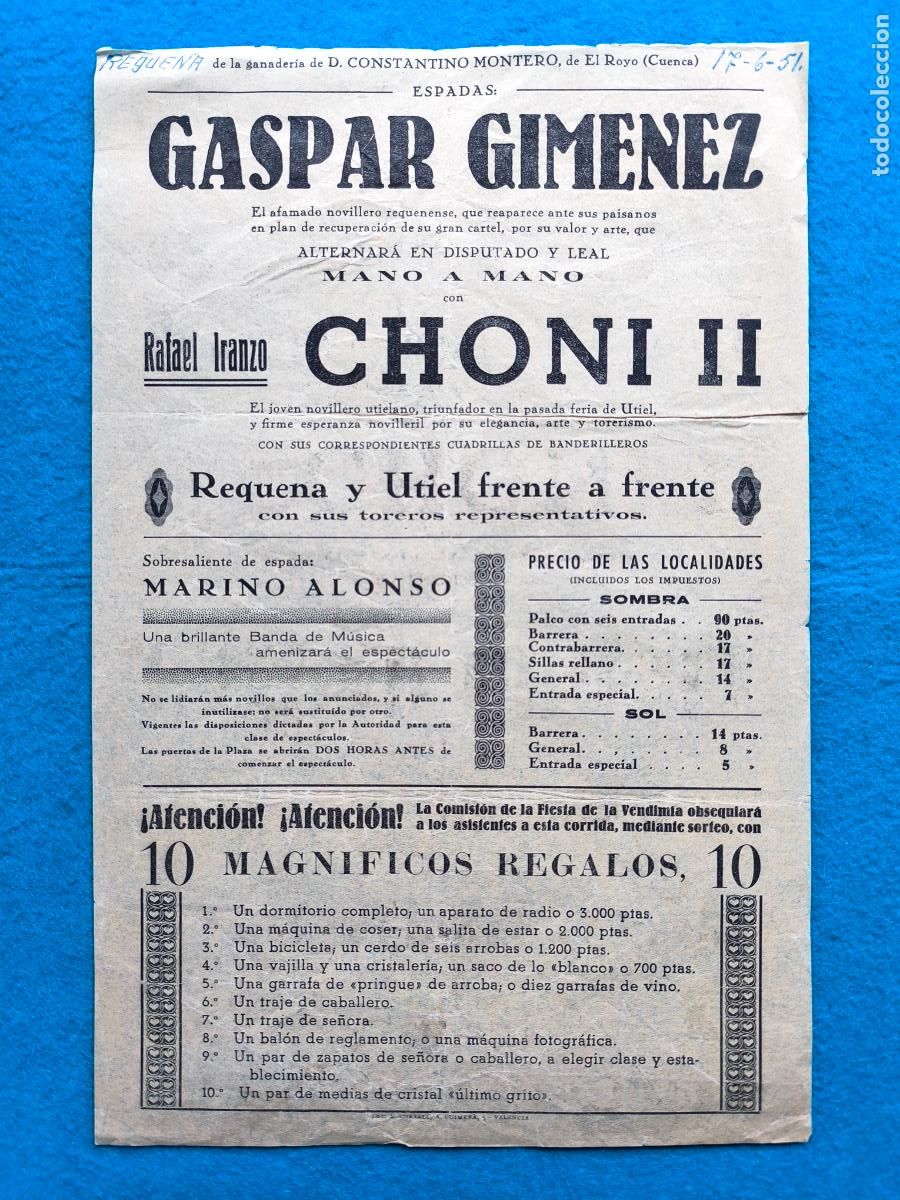 REQUENA de la ganadería de D. CONSTANTINO MONTERO, de El Royo (Cuenca) 17-6-51.
ESPADAS:
GASPAR GIMENEZ
El afamado novillero requenense, que reaparece ante sus paisanos
en plan de recuperación de su gran cartel, por su valor y arte, que
ALTERNARÁ EN DISPUTADO Y LEAL
MANO A MANO
con
Rafael Iranzo CHONI II
El joven novillero utielano, triunfador en la pasada feria de Utiel,
y firme esperanza novilleril por su elegancia, arte y torerismo.
CON SUS CORRESPONDIENTES CUADRILLAS DE BANDERILLEROS
Requena y Utiel frente a frente
con sus toreros representativos.
Sobresaliente de espada:
MARINO ALONSO
Una brillante Banda de Música
amenizará el espectáculo
No se lidiarán más novillos que los anunciados, y si alguno se
inutilizase; no será sustituído por otro.
Vigentes las disposiciones dictadas por la Autoridad para esta
clase de espectáculos.
Las puertas de la Plaza se abrirán DOS HORAS ANTES de
comenzar el espectáculo.
PRECIO DE LAS LOCALIDADES
(INCLUIDOS LOS IMPUESTOS)
SOMBRA
Palco con seis entradas . . 90 ptas.
Barrera . . . . . . . . 20 »
Contrabarrera. . . . . . 17 »
Sillas rellano . . . . . . 17 »
General . . . . . . . . 14 »
Entrada especial. . . . . 7 »
SOL
Barrera . . . . . . . . 14 ptas.
General. . . . . . . . 8 »
Entrada especial . . . . 5 »
¡Atención! ¡Atención! La Comisión de la Fiesta de la Vendimia obsequiará
a los asistentes a esta corrida, mediante sorteo, con
10 MAGNIFICOS REGALOS, 10
1.º Un dormitorio completo; un aparato de radio o 3.000 ptas.
2.º Una máquina de coser; una salita de estar o 2.000 ptas.
3.º Una bicicleta; un cerdo de seis arrobas o 1.200 ptas.
4.º Una vajilla y una cristalería; un saco de lo «blanco» o 700 ptas.
5.º Una garrafa de «pringue» de arroba; o diez garrafas de vino.
6.º Un traje de caballero.
7.º Un traje de señora.
8.º Un balón de reglamento; o una máquina fotográfica.
9.º Un par de zapatos de señora o caballero, a elegir clase y esta-
blecimiento.
10.º Un par de medias de cristal «último grito».
VALENCIA
todocoleccion